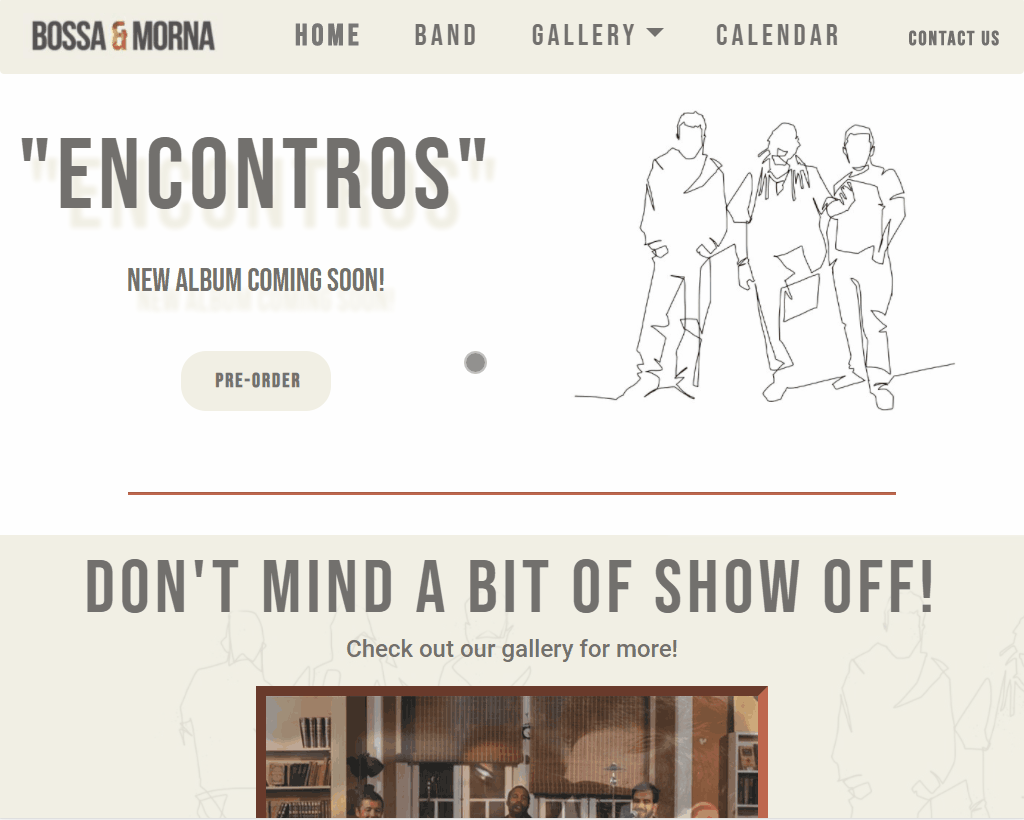 BOSSA & MORNA
HOME
BAND
GALLERY
CALENDAR
CONTACT US
"ENCONTROS"
NEW ALBUM COMING SOON!
PRE-ORDER
DON'T MIND A BIT OF SHOW OFF!
Check out our gallery for more!